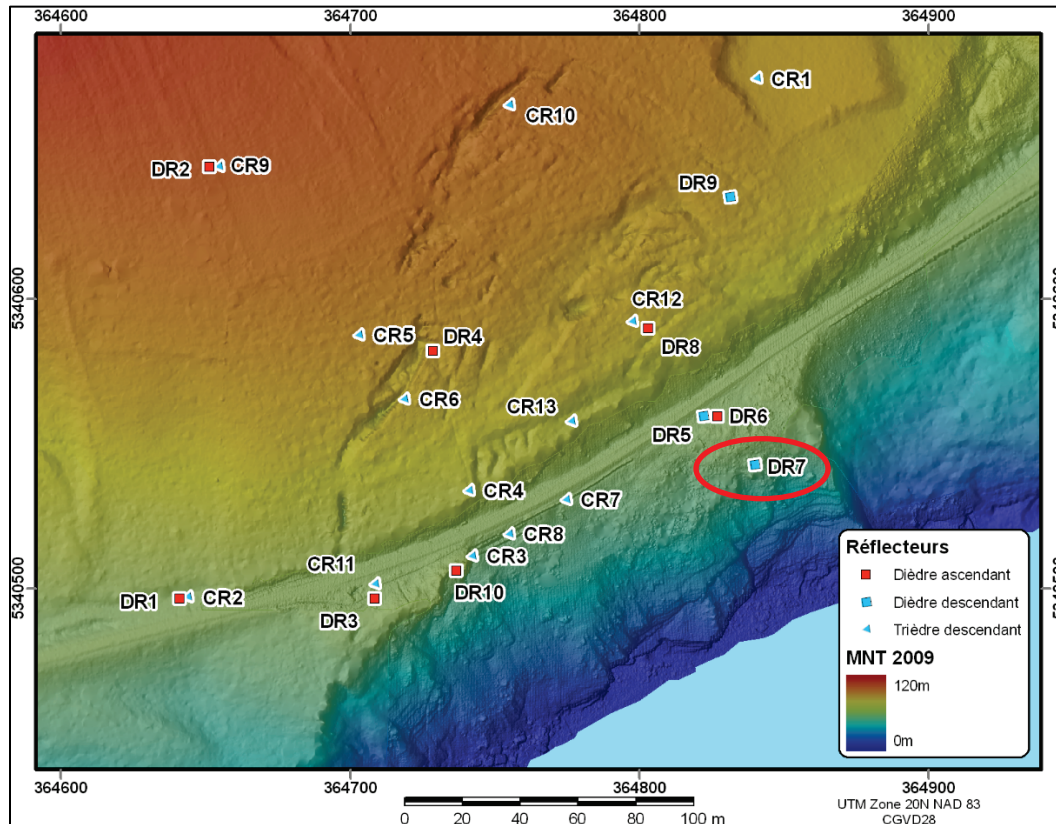 364600 364700 364800 364900
CR1
CR10
DR2 CR9
DR9
5340600 5340600
CR12
CR5 DR4
DR8
CR6
CR13
DR5 DR6
DR7
CR4
CR7
CR8
CR3
CR11
DR10
5340500
DR1 CR2
DR3
Réflecteurs
Dièdre ascendant
Dièdre descendant
Trièdre descendant
MNT 2009
120m
0m
364600 364700 364800 364900
0 20 40 60 80 100 m
UTM Zone 20N NAD 83
CGVD28